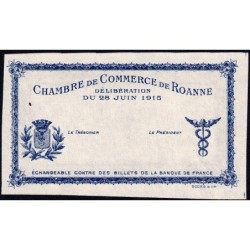 CHAMBRE DE COMMERCE DE ROANNE
DÉLIBÉRATION
DU 28 JUIN 1915
LE TRÉSORIER
LE PRÉSIDENT
ÉCHANGEABLE CONTRE DES BILLETS DE LA BANQUE DE FRANCE